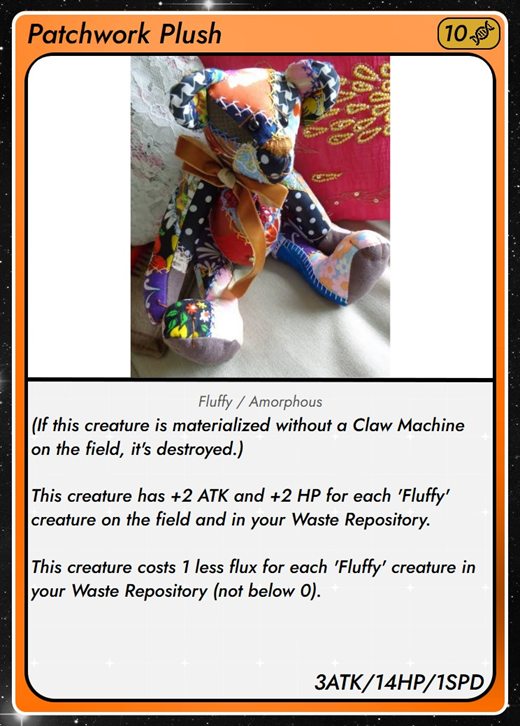 Patchwork Plush
10
Fluffy / Amorphous
(If this creature is materialized without a Claw Machine
on the field, it's destroyed.)
This creature has +2 ATK and +2 HP for each 'Fluffy'
creature on the field and in your Waste Repository.
This creature costs 1 less flux for each 'Fluffy' creature in
your Waste Repository (not below 0).
3ATK/14HP/1SPD